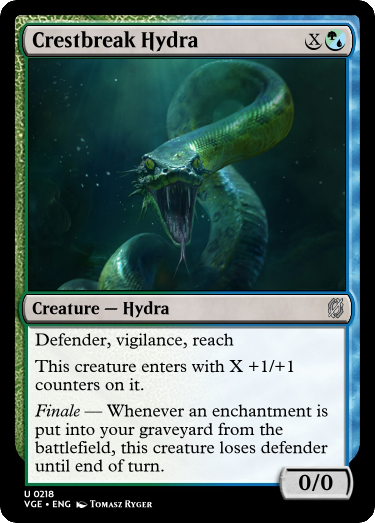 Crestbreak Hydra X
Creature — Hydra
Defender, vigilance, reach
This creature enters with X +1/+1
counters on it.
Finale — Whenever an enchantment is
put into your graveyard from the
battlefield, this creature loses defender
until end of turn.
0/0
U 0218
VGE • ENG Tomasz Ryger